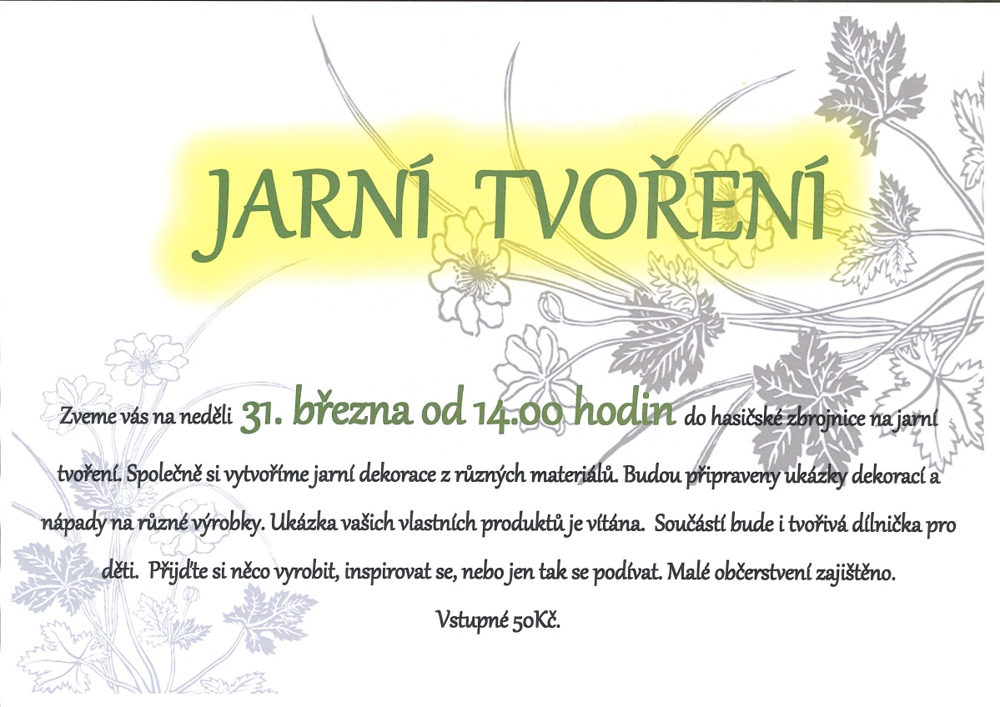 JARNÍ TVOŘENÍ
Zveme vás na neděli 31. března od 14.00 hodin do hasičské zbrojnice na jarní
tvoření. Společně si vytvoříme jarní dekorace z různých materiálů. Budou připraveny ukázky dekorací a
nápady na různé výrobky. Ukázka vašich vlastních produktů je vítána. Součástí bude i tvořivá dílnička pro
děti. Přijďte si něco vyrobit, inspirovat se, nebo jen tak se podívat. Malé občerstvení zajištěno.
Vstupné 50Kč.